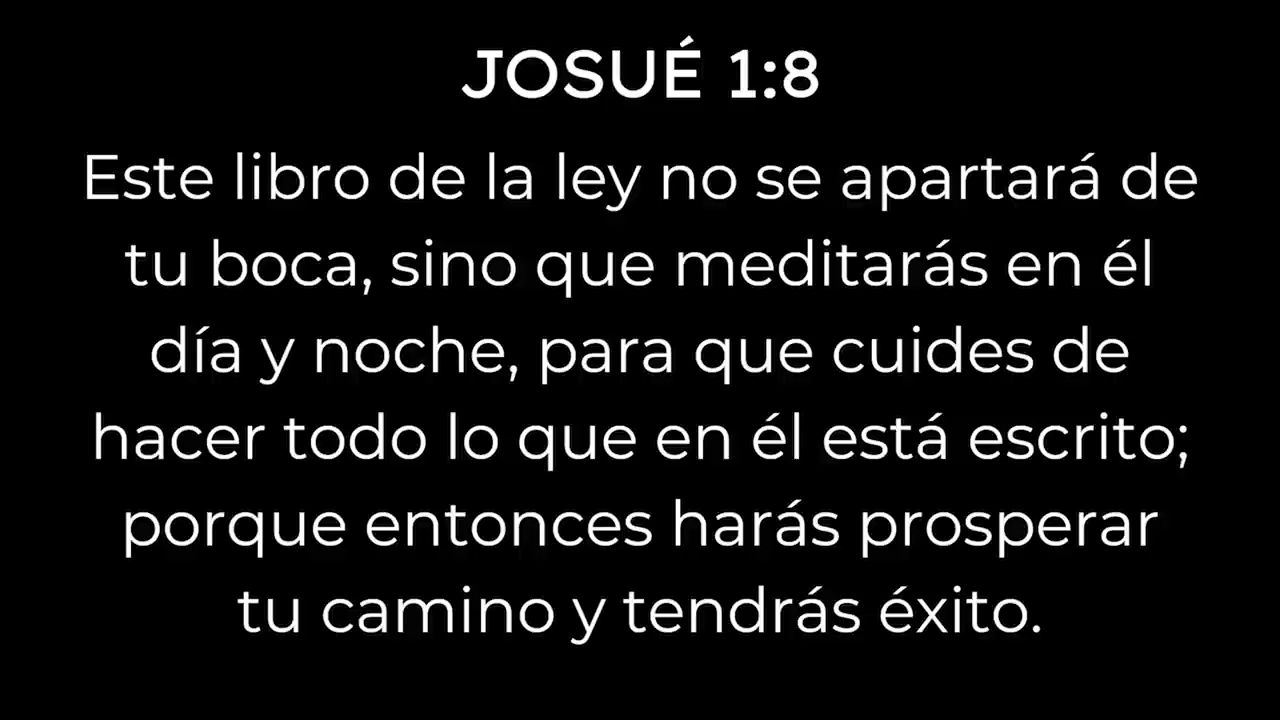 JOSUÉ 1:8
Este libro de la ley no se apartará de
tu boca, sino que meditarás en él
día y noche, para que cuides de
hacer todo lo que en él está escrito;
porque entonces harás prosperar
tu camino y tendrás éxito.